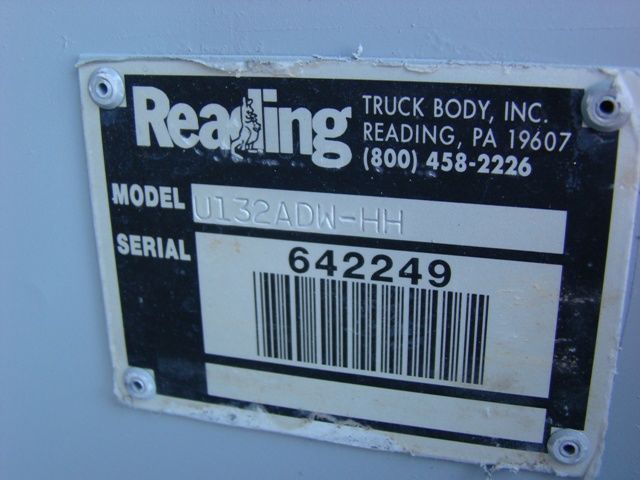 Reading
TRUCK BODY, INC.
READING, PA 19607
(800) 458-2226
MODEL U132ADW-HH
SERIAL 642249